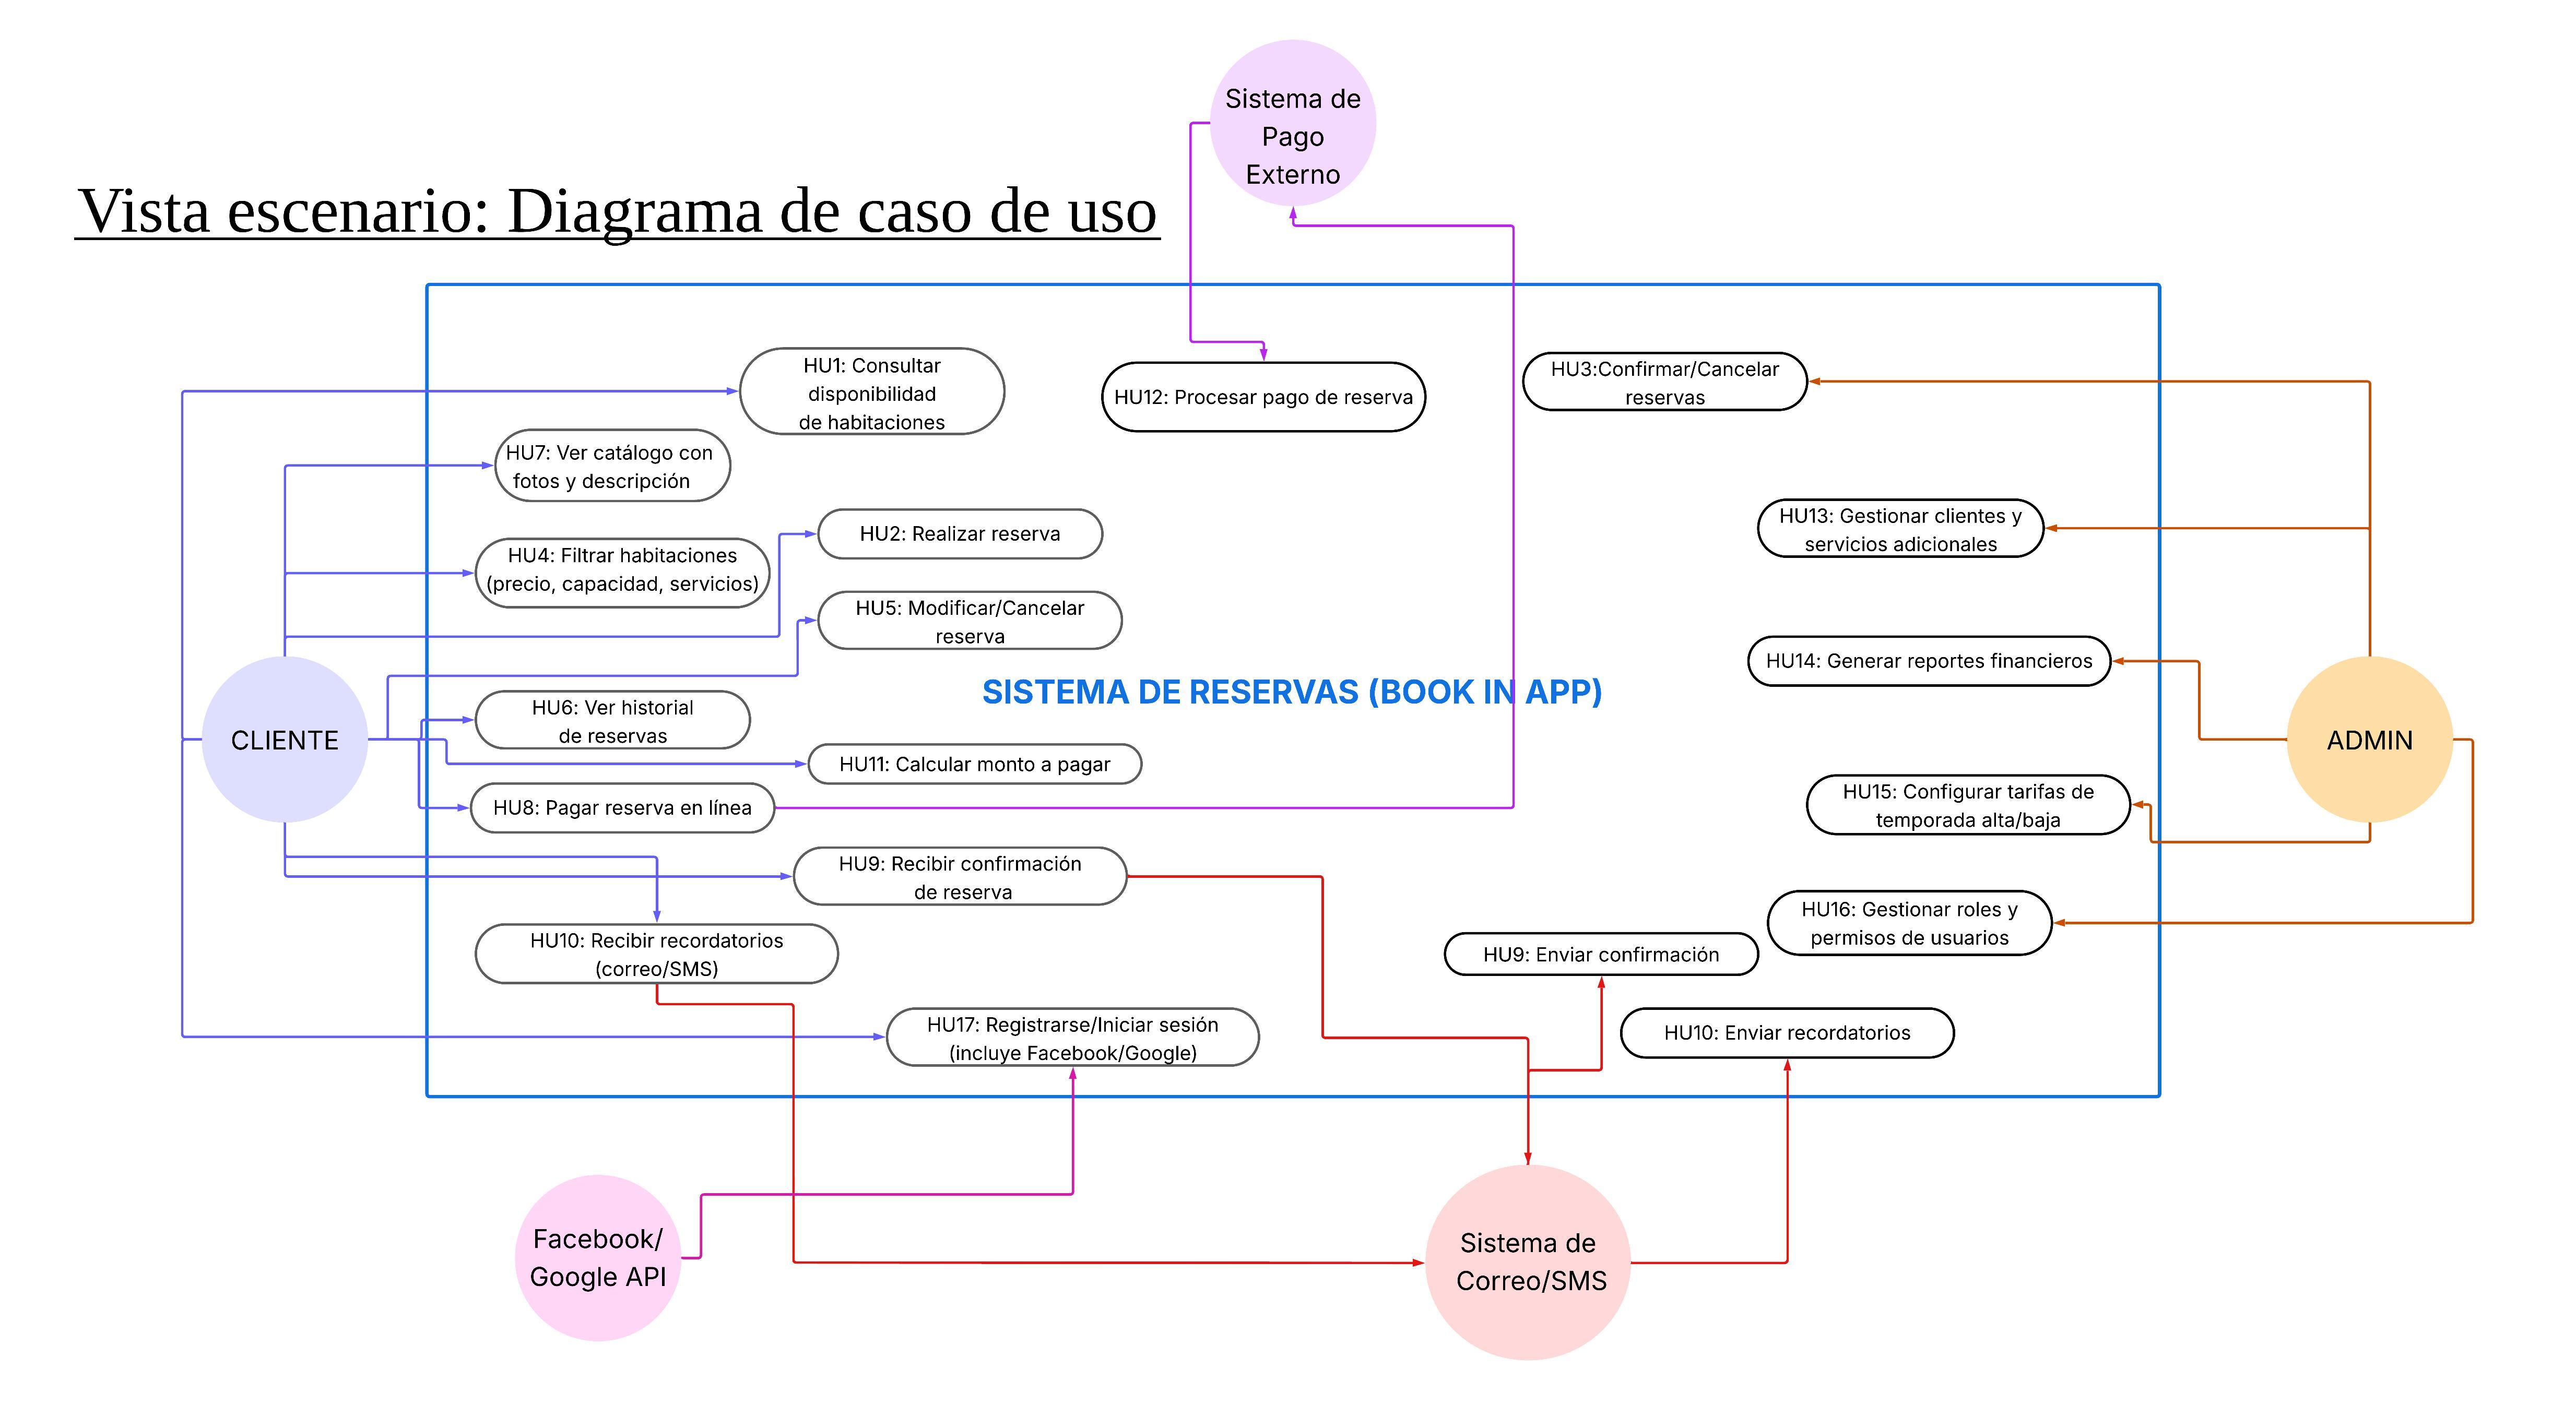 Sistema de
Pago
Externo
Vista escenario: Diagrama de caso de uso
HU1: Consultar
disponibilidad
de habitaciones
HU12: Procesar pago de reserva
HU3:Confirmar/Cancelar
reservas
HU7: Ver catálogo con
fotos y descripción
HU2: Realizar reserva
HU13: Gestionar clientes y
servicios adicionales
HU4: Filtrar habitaciones
(precio, capacidad, servicios)
HU5: Modificar/Cancelar
reserva
HU14: Generar reportes financieros
SISTEMA DE RESERVAS (BOOK IN APP)
HU6: Ver historial
de reservas
CLIENTE
ADMIN
HU11: Calcular monto a pagar
HU8: Pagar reserva en línea
HU15: Configurar tarifas de
temporada alta/baja
HU9: Recibir confirmación
de reserva
HU16: Gestionar roles y
permisos de usuarios
HU10: Recibir recordatorios
(correo/SMS)
HU9: Enviar confirmación
HU17: Registrarse/Iniciar sesión
(incluye Facebook/Google)
HU10: Enviar recordatorios
Facebook/
Google API
Sistema de
Correo/SMS